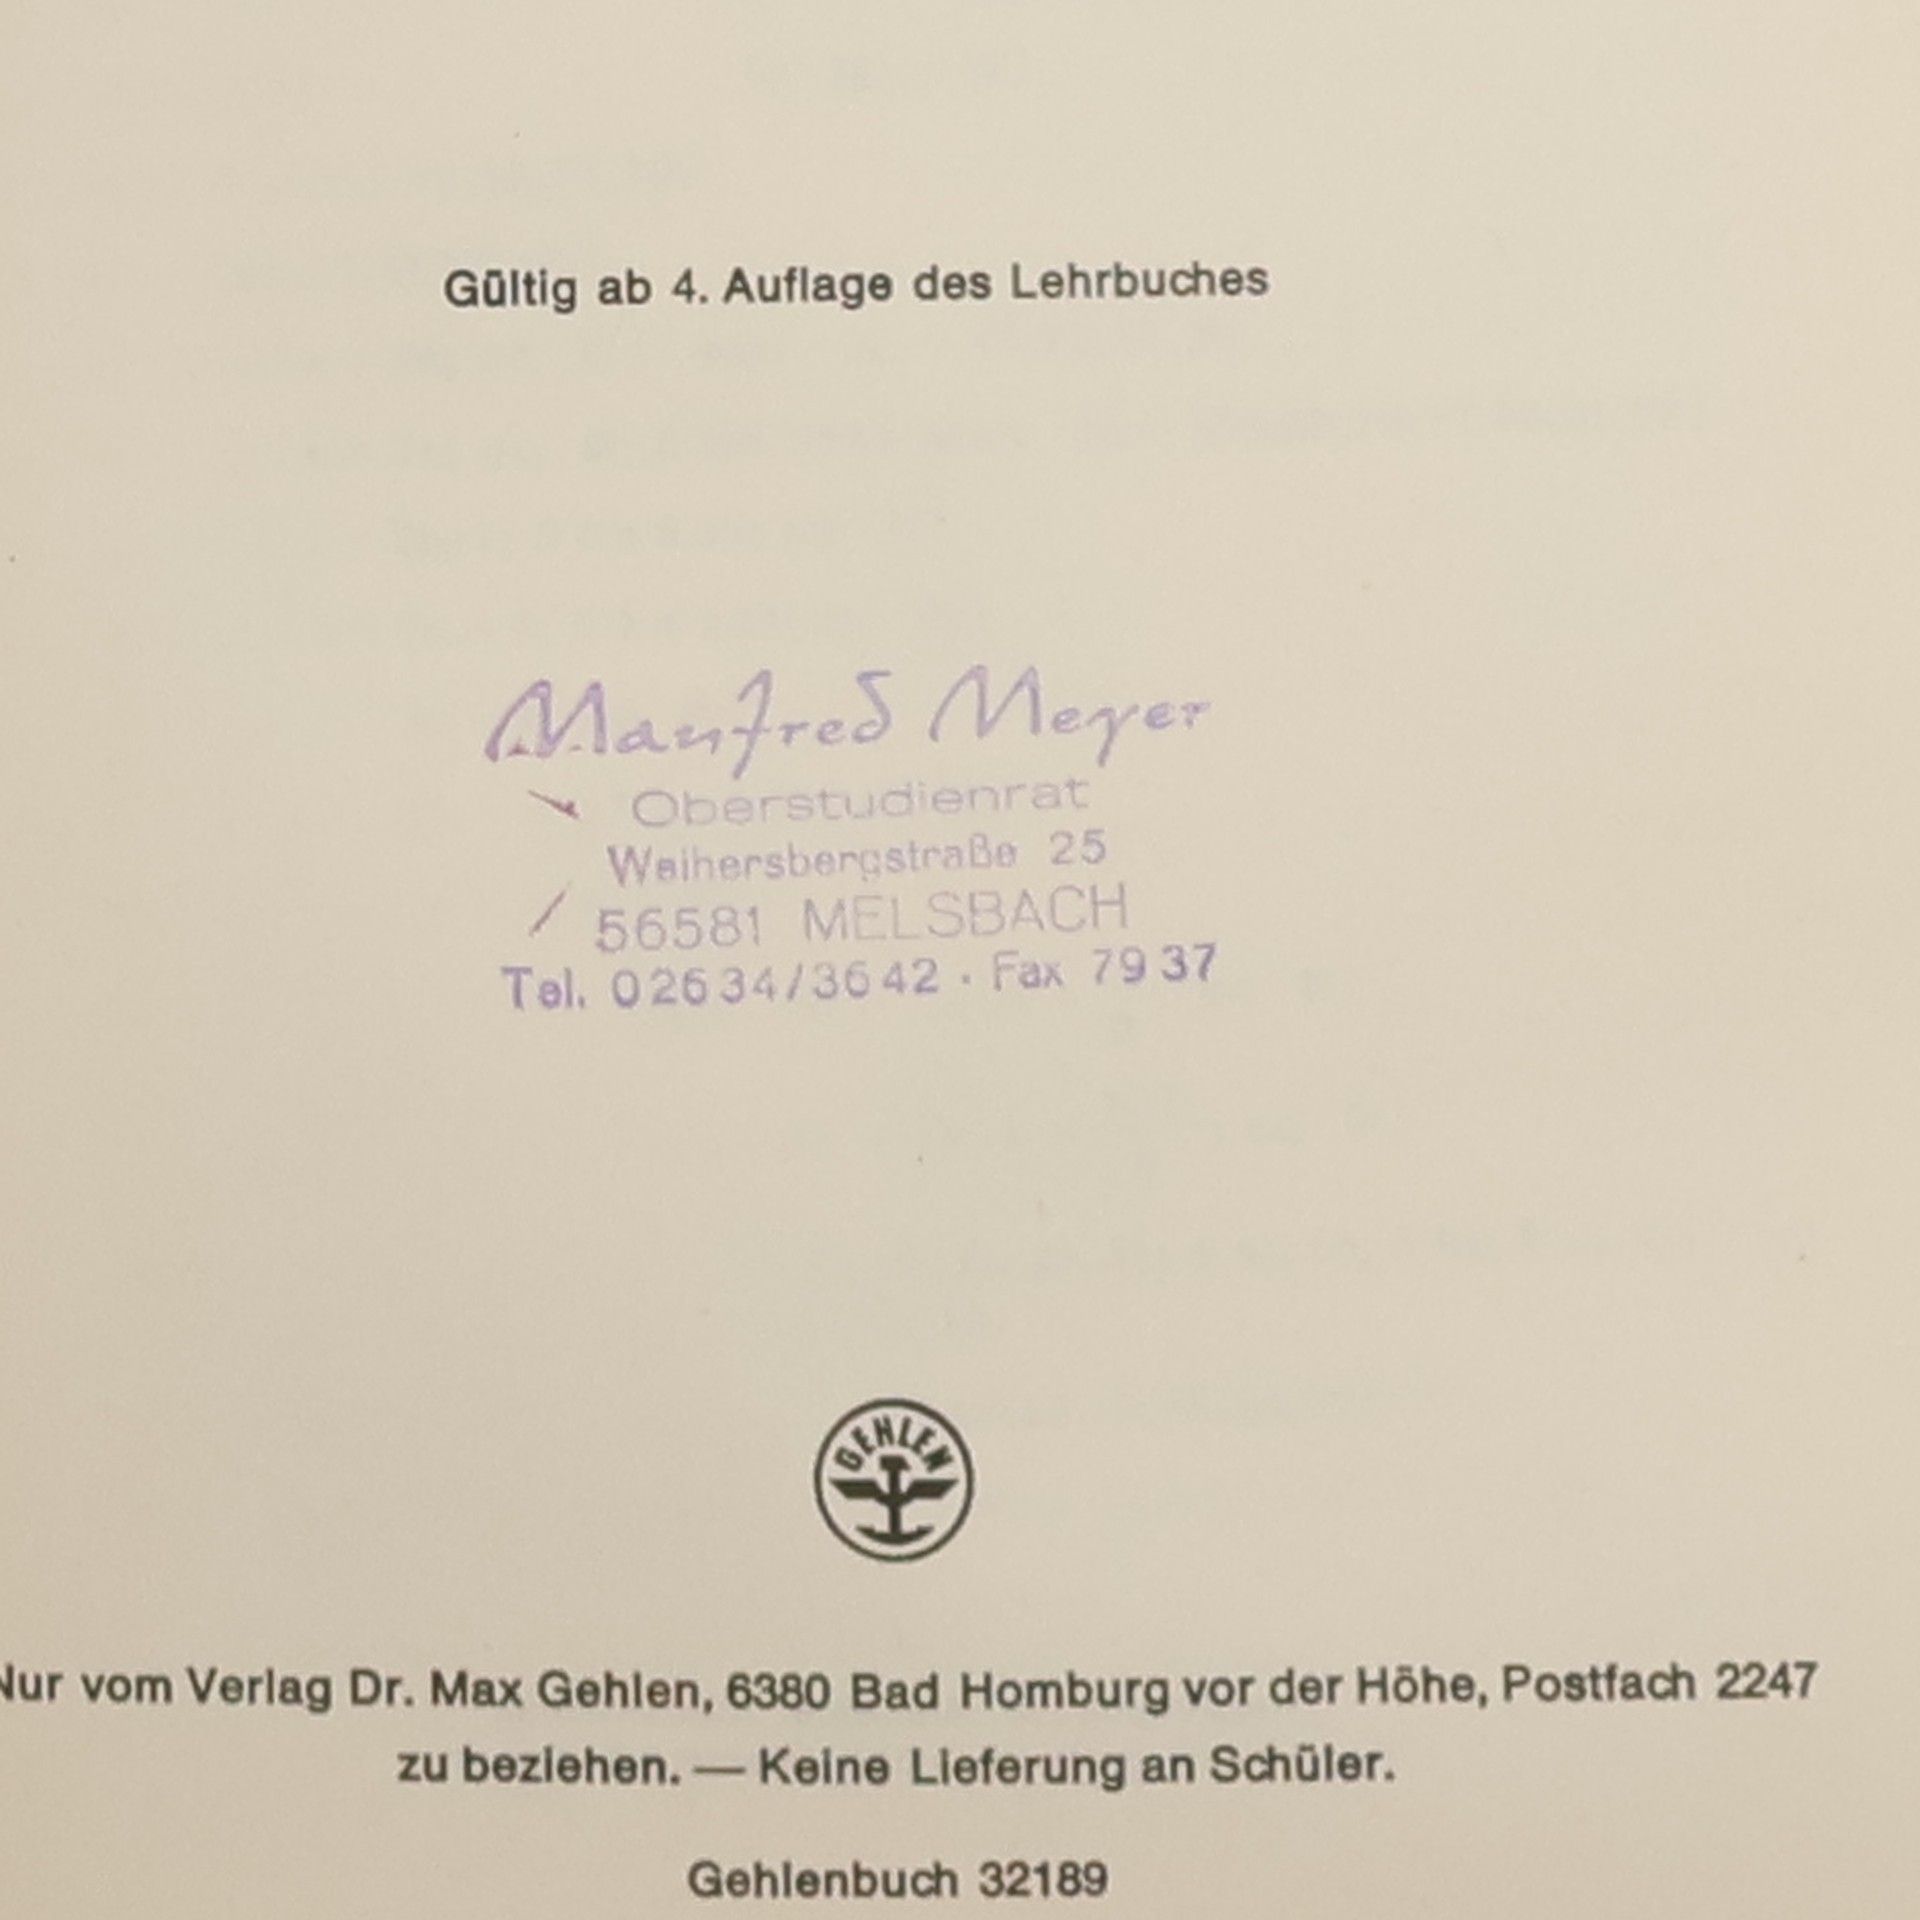 Gültig ab 4. Auflage des Lehrbuches
Manfred Meyer
Oberstudienrat
Weihersbergstraße 25
56581 MELSBACH
Tel. 02634/3642 · Fax 7937
GEHLEN
Nur vom Verlag Dr. Max Gehlen, 6380 Bad Homburg vor der Höhe, Postfach 2247
zu beziehen. — Keine Lieferung an Schüler.
Gehlenbuch 32189